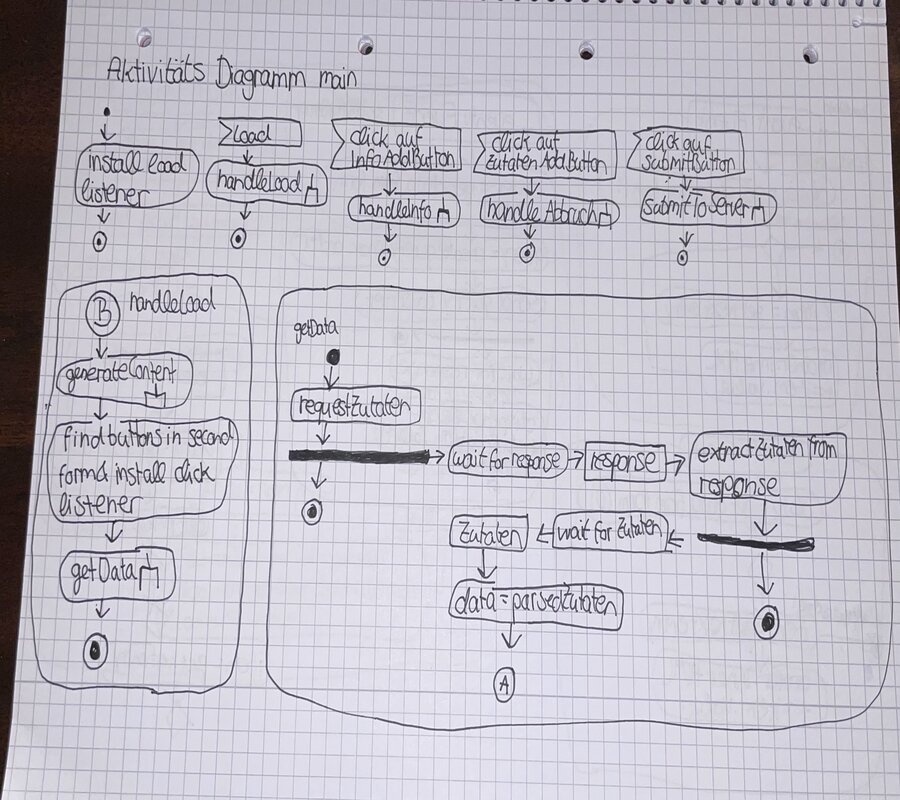 Aktivitäts Diagramm main
install load
listener
Load
handleLoad
click auf
InfoAddButton
handleInfo
click auf
ZutatenAddButton
handle Abbruch
click auf
submitButton
submitToServer
B
handleLoad
generateContent
find buttons in second
form & install click
listener
getData
getData
requestZutaten
wait for response
response
extractZutaten from
response
wait for Zutaten
Zutaten
data = parsedZutaten
A